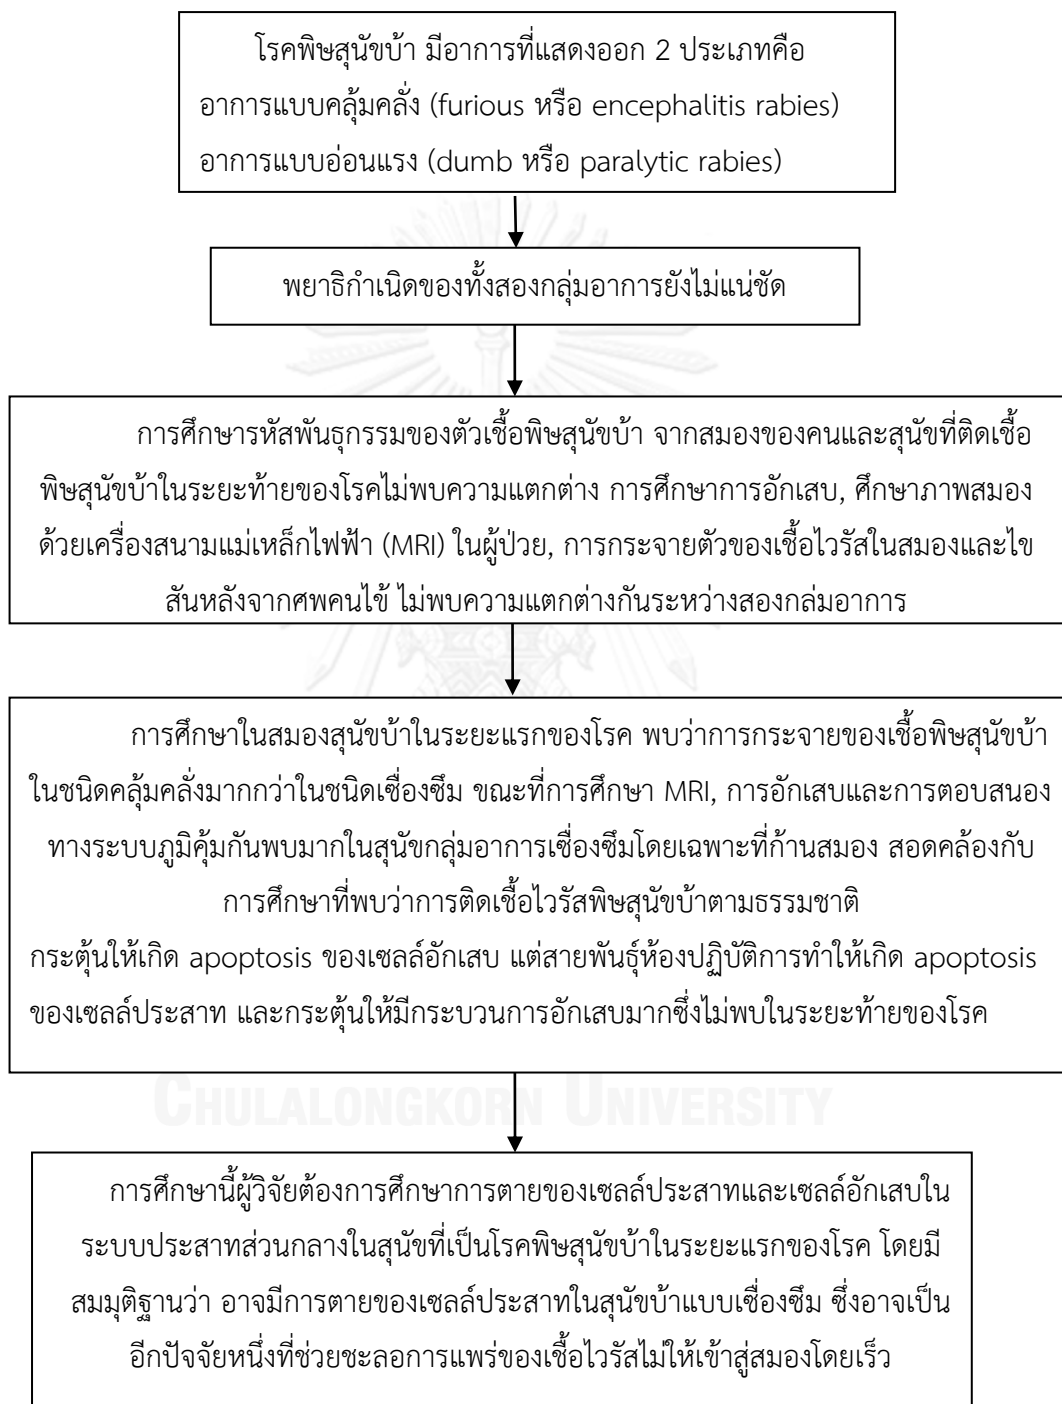 โรคพิษสุนัขบ้า มีอาการที่แสดงออก 2 ประเภทคือ
อาการแบบคลุ้มคลั่ง (furious หรือ encephalitis rabies)
อาการแบบอ่อนแรง (dumb หรือ paralytic rabies)
พยาธิกำเนิดของทั้งสองกลุ่มอาการยังไม่แน่ชัด
การศึกษารหัสพันธุกรรมของตัวเชื้อพิษสุนัขบ้า จากสมองของคนและสุนัขที่ติดเชื้อ
พิษสุนัขบ้าในระยะท้ายของโรคไม่พบความแตกต่าง การศึกษาการอักเสบ, ศึกษาภาพสมอง
ด้วยเครื่องสนามแม่เหล็กไฟฟ้า (MRI) ในผู้ป่วย, การกระจายตัวของเชื้อไวรัสในสมองและไข
สันหลังจากศพคนไข้ ไม่พบความแตกต่างกันระหว่างสองกลุ่มอาการ
การศึกษาในสมองสุนัขบ้าในระยะแรกของโรค พบว่าการกระจายของเชื้อพิษสุนัขบ้า
ในชนิดคลุ้มคลั่งมากกว่าในชนิดเซื่องซึม ขณะที่การศึกษา MRI, การอักเสบและการตอบสนอง
ทางระบบภูมิคุ้มกันพบมากในสุนัขกลุ่มอาการเซื่องซึมโดยเฉพาะที่ก้านสมอง สอดคล้องกับ
การศึกษาที่พบว่าการติดเชื้อไวรัสพิษสุนัขบ้าตามธรรมชาติ
กระตุ้นให้เกิด apoptosis ของเซลล์อักเสบ แต่สายพันธุ์ห้องปฏิบัติการทำให้เกิด apoptosis
ของเซลล์ประสาท และกระตุ้นให้มีกระบวนการอักเสบมากซึ่งไม่พบในระยะท้ายของโรค
CHULALONGKORN UNIVERSITY
การศึกษานี้ผู้วิจัยต้องการศึกษาการตายของเซลล์ประสาทและเซลล์อักเสบใน
ระบบประสาทส่วนกลางในสุนัขที่เป็นโรคพิษสุนัขบ้าในระยะแรกของโรค โดยมี
สมมุติฐานว่า อาจมีการตายของเซลล์ประสาทในสุนัขบ้าแบบเซื่องซึม ซึ่งอาจเป็น
อีกปัจจัยหนึ่งที่ช่วยชะลอการแพร่ของเชื้อไวรัสไม่ให้เข้าสู่สมองโดยเร็ว